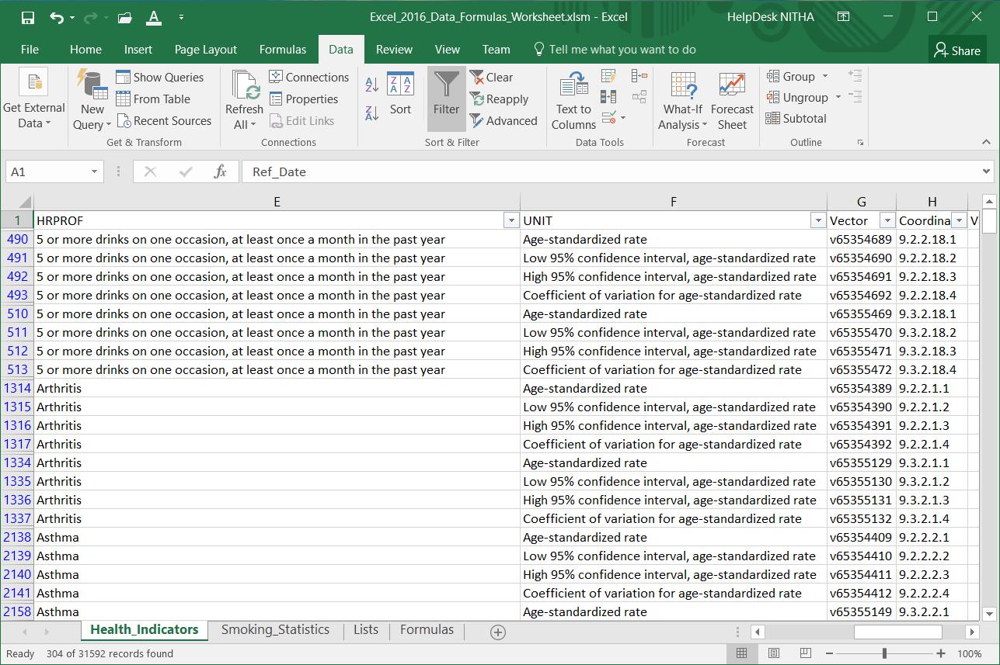 Excel_2016_Data_Formulas_Worksheet.xlsm - Excel HelpDesk NITHA
File Home Insert Page Layout Formulas Data Review View Team Tell me what you want to do Share
Get External Data
New Query
Show Queries
From Table
Recent Sources
Get & Transform
Refresh All
Connections
Properties
Edit Links
Connections
Sort
Filter
Clear
Reapply
Advanced
Sort & Filter
Text to Columns
Data Tools
What-If Analysis
Forecast Sheet
Forecast
Group
Ungroup
Subtotal
Outline
A1 fx Ref_Date
E F G H
1 HRPROF UNIT Vector Coordina V
490 5 or more drinks on one occasion, at least once a month in the past year Age-standardized rate v65354689 9.2.2.18.1
491 5 or more drinks on one occasion, at least once a month in the past year Low 95% confidence interval, age-standardized rate v65354690 9.2.2.18.2
492 5 or more drinks on one occasion, at least once a month in the past year High 95% confidence interval, age-standardized rate v65354691 9.2.2.18.3
493 5 or more drinks on one occasion, at least once a month in the past year Coefficient of variation for age-standardized rate v65354692 9.2.2.18.4
510 5 or more drinks on one occasion, at least once a month in the past year Age-standardized rate v65355469 9.3.2.18.1
511 5 or more drinks on one occasion, at least once a month in the past year Low 95% confidence interval, age-standardized rate v65355470 9.3.2.18.2
512 5 or more drinks on one occasion, at least once a month in the past year High 95% confidence interval, age-standardized rate v65355471 9.3.2.18.3
513 5 or more drinks on one occasion, at least once a month in the past year Coefficient of variation for age-standardized rate v65355472 9.3.2.18.4
1314 Arthritis Age-standardized rate v65354389 9.2.2.1.1
1315 Arthritis Low 95% confidence interval, age-standardized rate v65354390 9.2.2.1.2
1316 Arthritis High 95% confidence interval, age-standardized rate v65354391 9.2.2.1.3
1317 Arthritis Coefficient of variation for age-standardized rate v65354392 9.2.2.1.4
1334 Arthritis Age-standardized rate v65355129 9.3.2.1.1
1335 Arthritis Low 95% confidence interval, age-standardized rate v65355130 9.3.2.1.2
1336 Arthritis High 95% confidence interval, age-standardized rate v65355131 9.3.2.1.3
1337 Arthritis Coefficient of variation for age-standardized rate v65355132 9.3.2.1.4
2138 Asthma Age-standardized rate v65354409 9.2.2.2.1
2139 Asthma Low 95% confidence interval, age-standardized rate v65354410 9.2.2.2.2
2140 Asthma High 95% confidence interval, age-standardized rate v65354411 9.2.2.2.3
2141 Asthma Coefficient of variation for age-standardized rate v65354412 9.2.2.2.4
2158 Asthma Age-standardized rate v65355149 9.3.2.2.1
Health_Indicators Smoking_Statistics Lists Formulas
Ready 304 of 31592 records found 100%